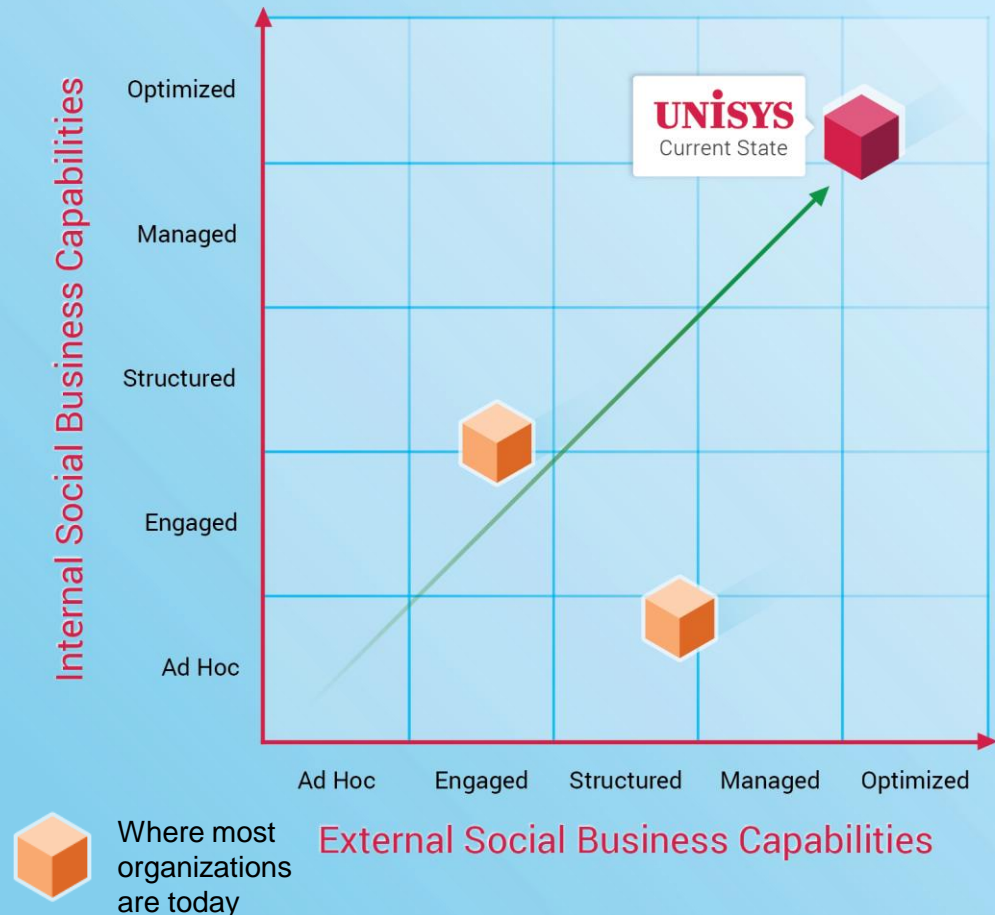 Internal Social Business Capabilities
Optimized
Managed
Structured
Engaged
Ad Hoc
UNiSYS
Current State
Ad Hoc
Engaged
Structured
Managed
Optimized
External Social Business Capabilities
Where most
organizations
are today